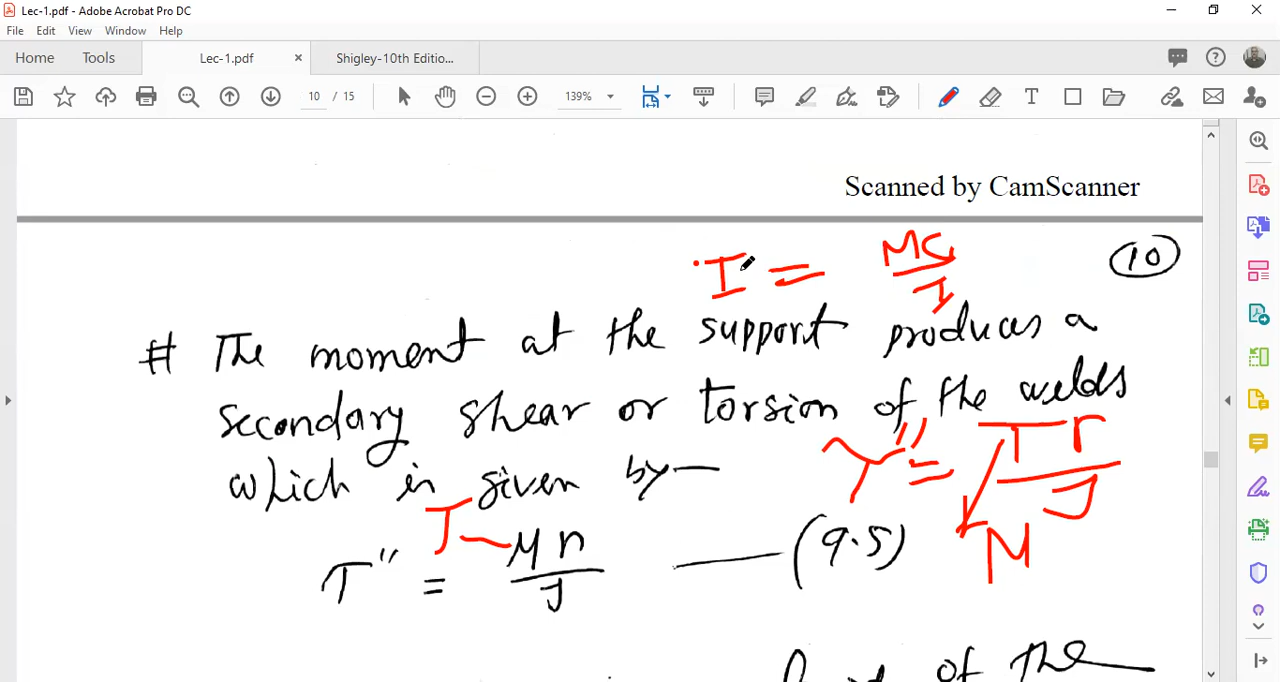 Lec-1.pdf - Adobe Acrobat Pro DC
File Edit View Window Help
Home Tools Lec-1.pdf × Shigley-10th Editio...
10 / 15 139%
Scanned by CamScanner
I = MC/I
10
# The moment at the support produces a
secondary shear or torsion of the welds
which is given by—
τ" = Tr/J
M
T
τ" = Mr/J —— (9.5)
of the